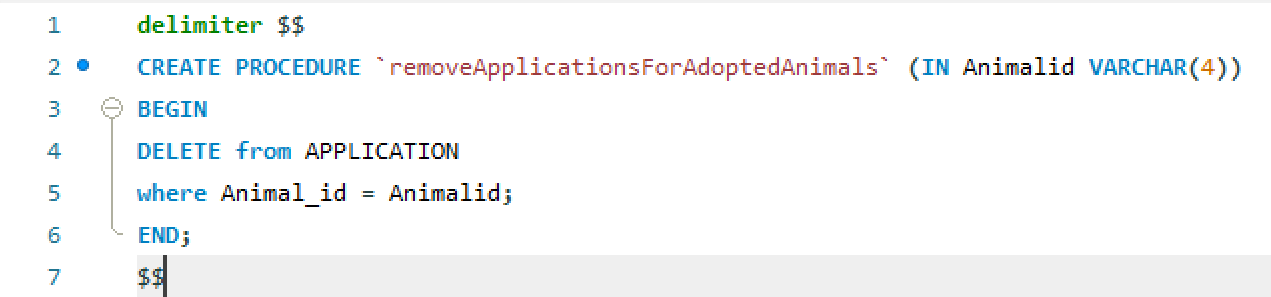 1 delimiter $$
2 CREATE PROCEDURE `removeApplicationsForAdoptedAnimals` (IN Animalid VARCHAR(4))
3 BEGIN
4 DELETE from APPLICATION
5 where Animal_id = Animalid;
6 END;
7 $$